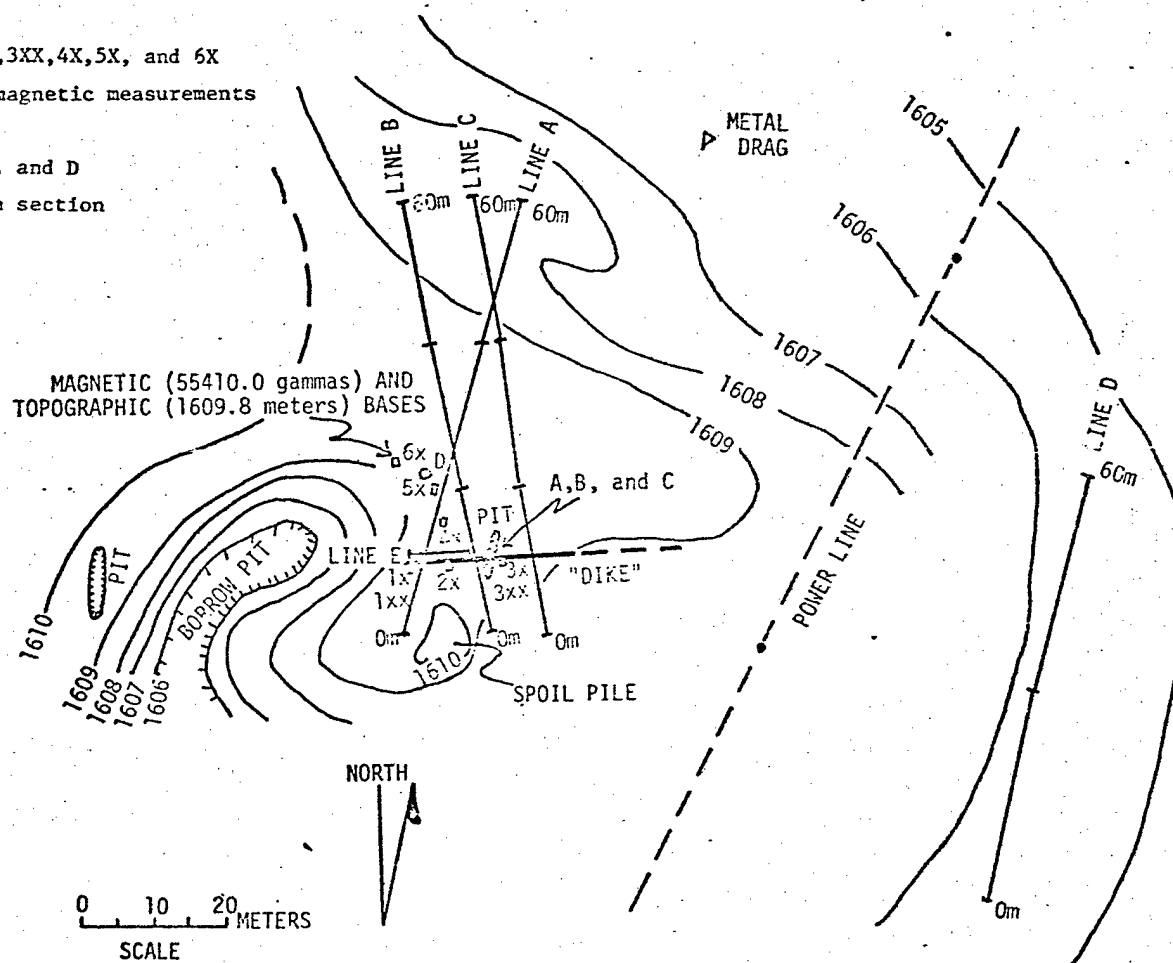 ,3XX,4X,5X, and 6X
magnetic measurements
and D
section
METAL
DRAG
1605
LINE B
LINE C
LINE A
60m
60m
60m
1606
1607
1608
1609
LINE D
60m
MAGNETIC (55410.0 gammas) AND
TOPOGRAPHIC (1609.8 meters) BASES
6x
D
5x
A,B, and C
PIT
LINE E
1x
2x
3x
1xx
3xx
"DIKE"
PIT
BORROW PIT
POWER LINE
0m
0m
0m
1610
SPOIL PILE
1610
1609
1608
1607
1606
NORTH
0m
0 10 20 METERS
SCALE